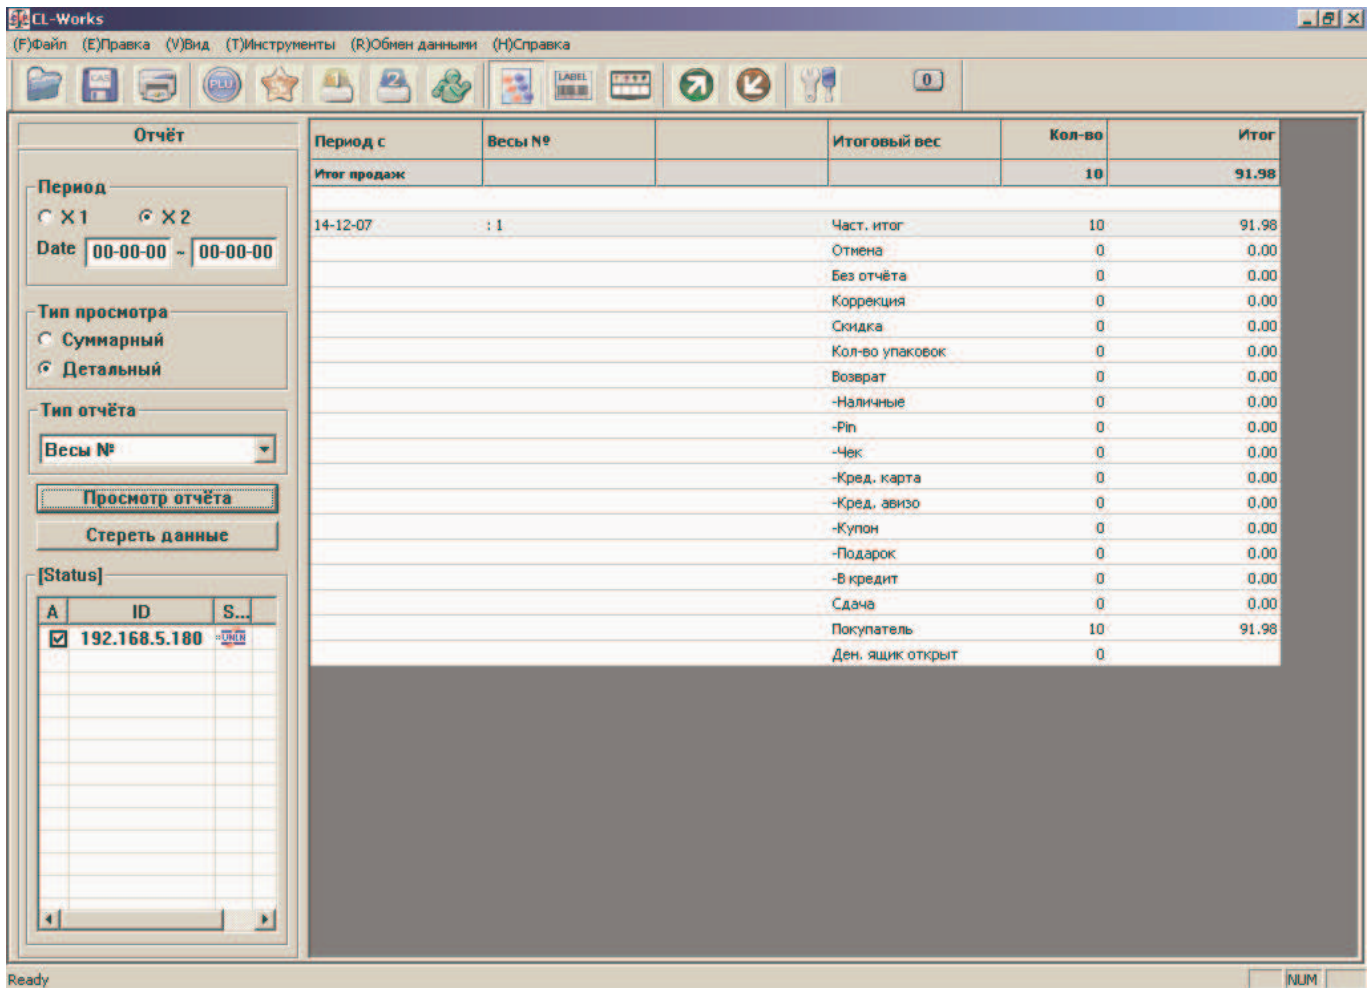 CL-Works
(F)Файл (E)Правка (V)Вид (T)Инструменты (R)Обмен данными (H)Справка
CAS PLU 1 2 LABEL 0
Отчёт
Период
X 1 X 2
Date 00-00-00 ~ 00-00-00
Тип просмотра
Суммарный
Детальный
Тип отчёта
Весы №
Просмотр отчёта
Стереть данные
[Status]
A ID S...
192.168.5.180
Период с Весы № Итоговый вес Кол-во Итог
Итог продаж 10 91.98
14-12-07 : 1 Част. итог 10 91.98
Отмена 0 0.00
Без отчёта 0 0.00
Коррекция 0 0.00
Скидка 0 0.00
Кол-во упаковок 0 0.00
Возврат 0 0.00
-Наличные 0 0.00
-Pin 0 0.00
-Чек 0 0.00
-Кред. карта 0 0.00
-Кред. авизо 0 0.00
-Купон 0 0.00
-Подарок 0 0.00
-В кредит 0 0.00
Сдача 0 0.00
Покупатель 10 91.98
Ден. ящик открыт 0
Ready NUM